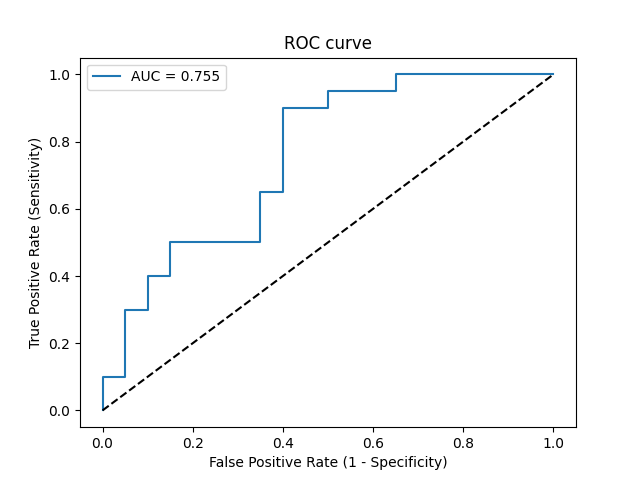 ROC curve
AUC = 0.755
True Positive Rate (Sensitivity)
1.0
0.8
0.6
0.4
0.2
0.0
0.0 0.2 0.4 0.6 0.8 1.0
False Positive Rate (1 - Specificity)